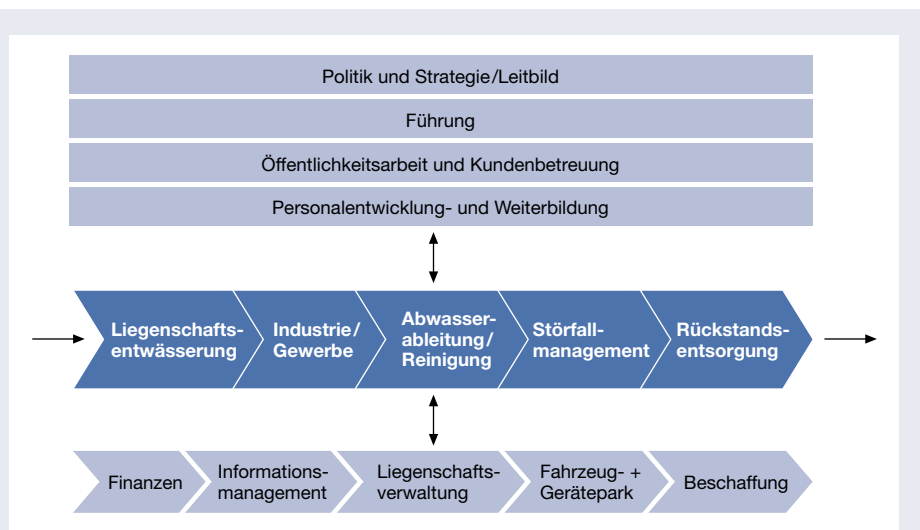 Politik und Strategie/Leitbild
Führung
Öffentlichkeitsarbeit und Kundenbetreuung
Personalentwicklung- und Weiterbildung
Liegenschafts-
entwässerung
Industrie/
Gewerbe
Abwasser-
ableitung/
Reinigung
Störfall-
management
Rückstands-
entsorgung
Finanzen
Informations-
management
Liegenschafts-
verwaltung
Fahrzeug- +
Gerätepark
Beschaffung